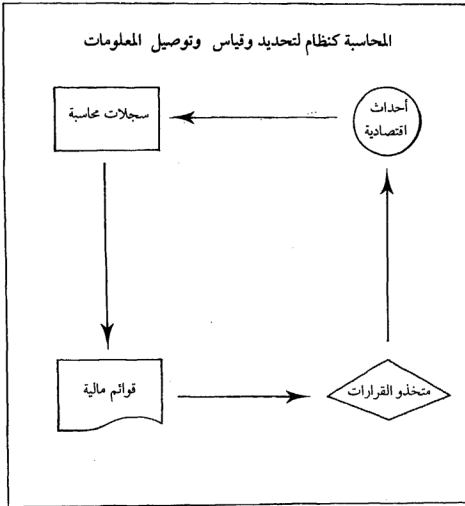 المحاسبة كنظام لتحديد وقياس وتوصيل المعلومات
أحداث
اقتصادية
سجلات محاسبة
قوائم مالية
متخذو القرارات